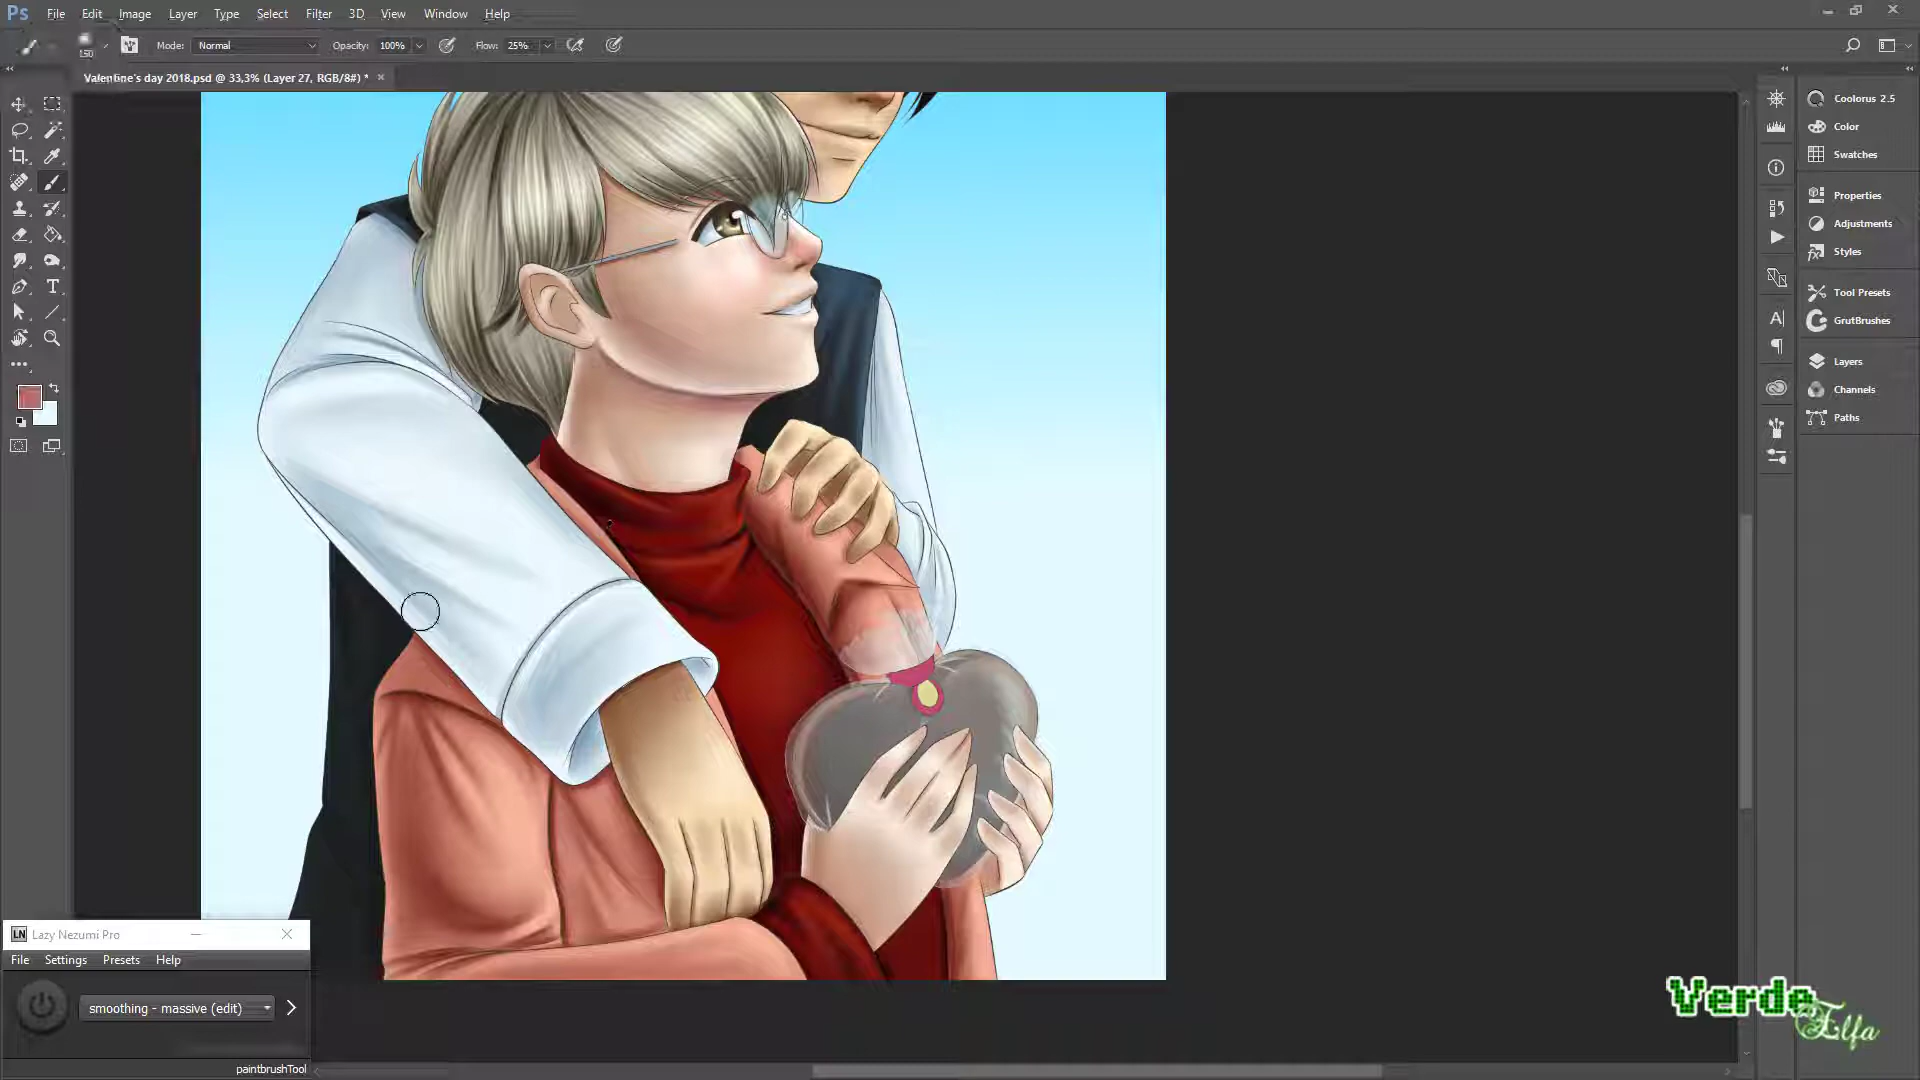 Ps File Edit Image Layer Type Select Filter 3D View Window Help
150 Mode: Normal Opacity: 100% Flow: 25%
Valentine's day 2018.psd @ 33,3% (Layer 27, RGB/8#) *
Coolorus 2.5
Color
Swatches
Properties
Adjustments
Styles
Tool Presets
GrutBrushes
Layers
Channels
Paths
LN Lazy Nezumi Pro
File Settings Presets Help
smoothing - massive (edit)
paintbrushTool
Verde
Elfa